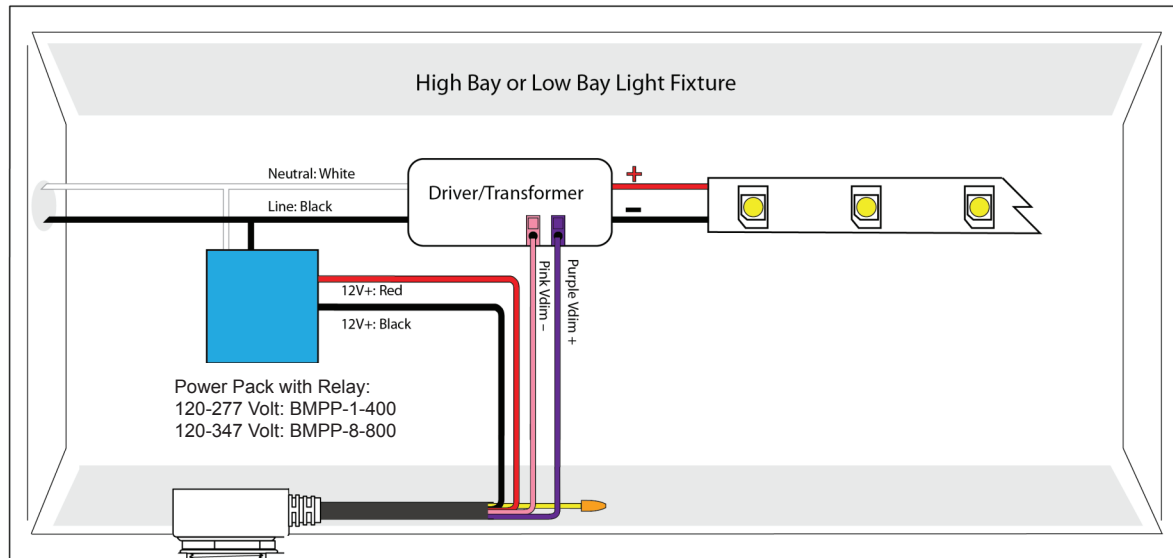 High Bay or Low Bay Light Fixture
Neutral: White
Driver/Transformer
+
Line: Black
-
Pink Vdim –
Purple Vdim +
12V+: Red
12V+: Black
Power Pack with Relay:
120-277 Volt: BMPP-1-400
120-347 Volt: BMPP-8-800